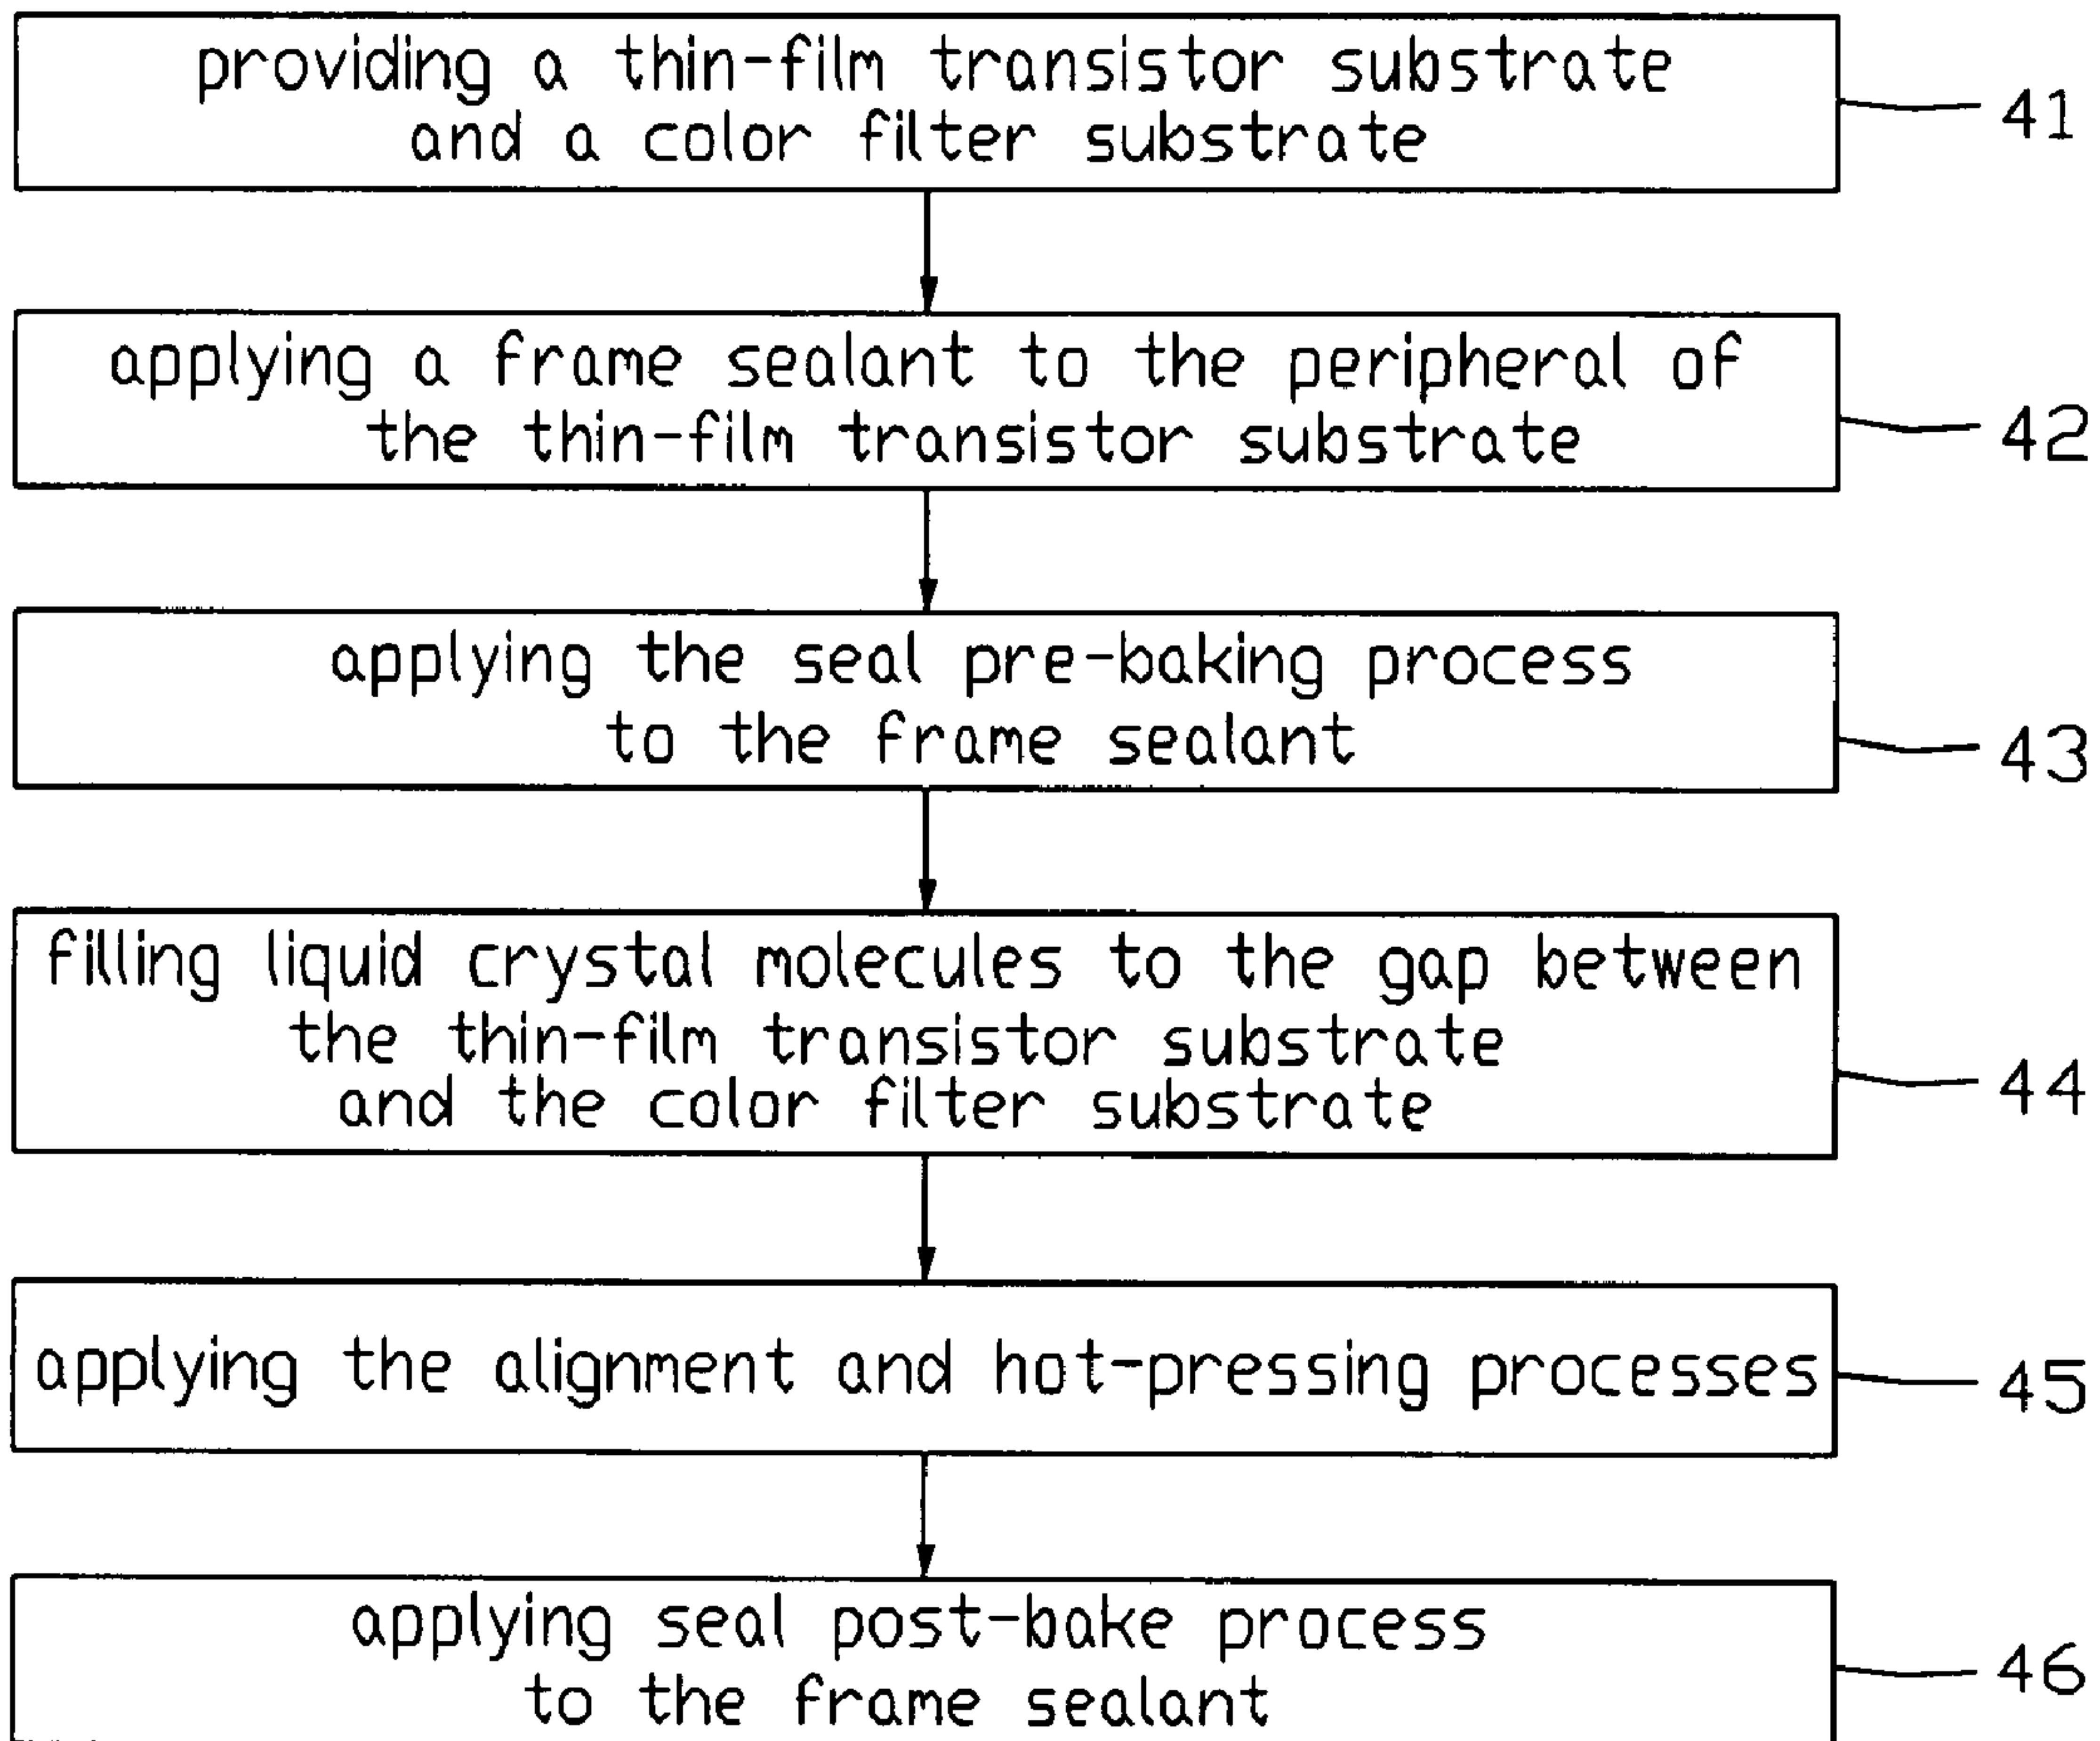 providing a thin-film transistor substrate
and a color filter substrate
41
applying a frame sealant to the peripheral of
the thin-film transistor substrate
42
applying the seal pre-baking process
to the frame sealant
43
filling liquid crystal molecules to the gap between
the thin-film transistor substrate
and the color filter substrate
44
applying the alignment and hot-pressing processes
45
applying seal post-bake process
to the frame sealant
46